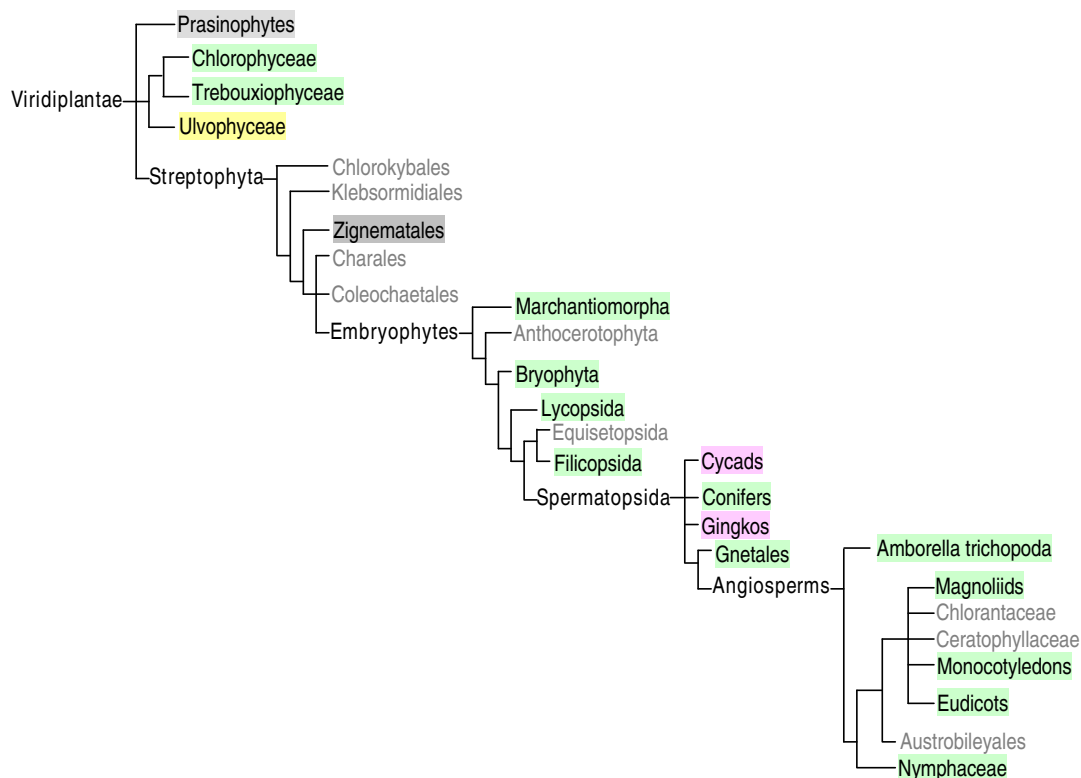 Prasinophytes
Chlorophyceae
Trebouxiophyceae
Viridiplantae
Ulvophyceae
Streptophyta
Chlorokybales
Klebsormidiales
Zignematales
Charales
Coleochaetales
Embryophytes
Marchantiomorpha
Anthocerotophyta
Bryophyta
Lycopsida
Equisetopsida
Filicopsida
Spermatopsida
Cycads
Conifers
Gingkos
Gnetales
Angiosperms
Amborella trichopoda
Magnoliids
Chlorantaceae
Ceratophyllaceae
Monocotyledons
Eudicots
Austrobileyales
Nymphaceae